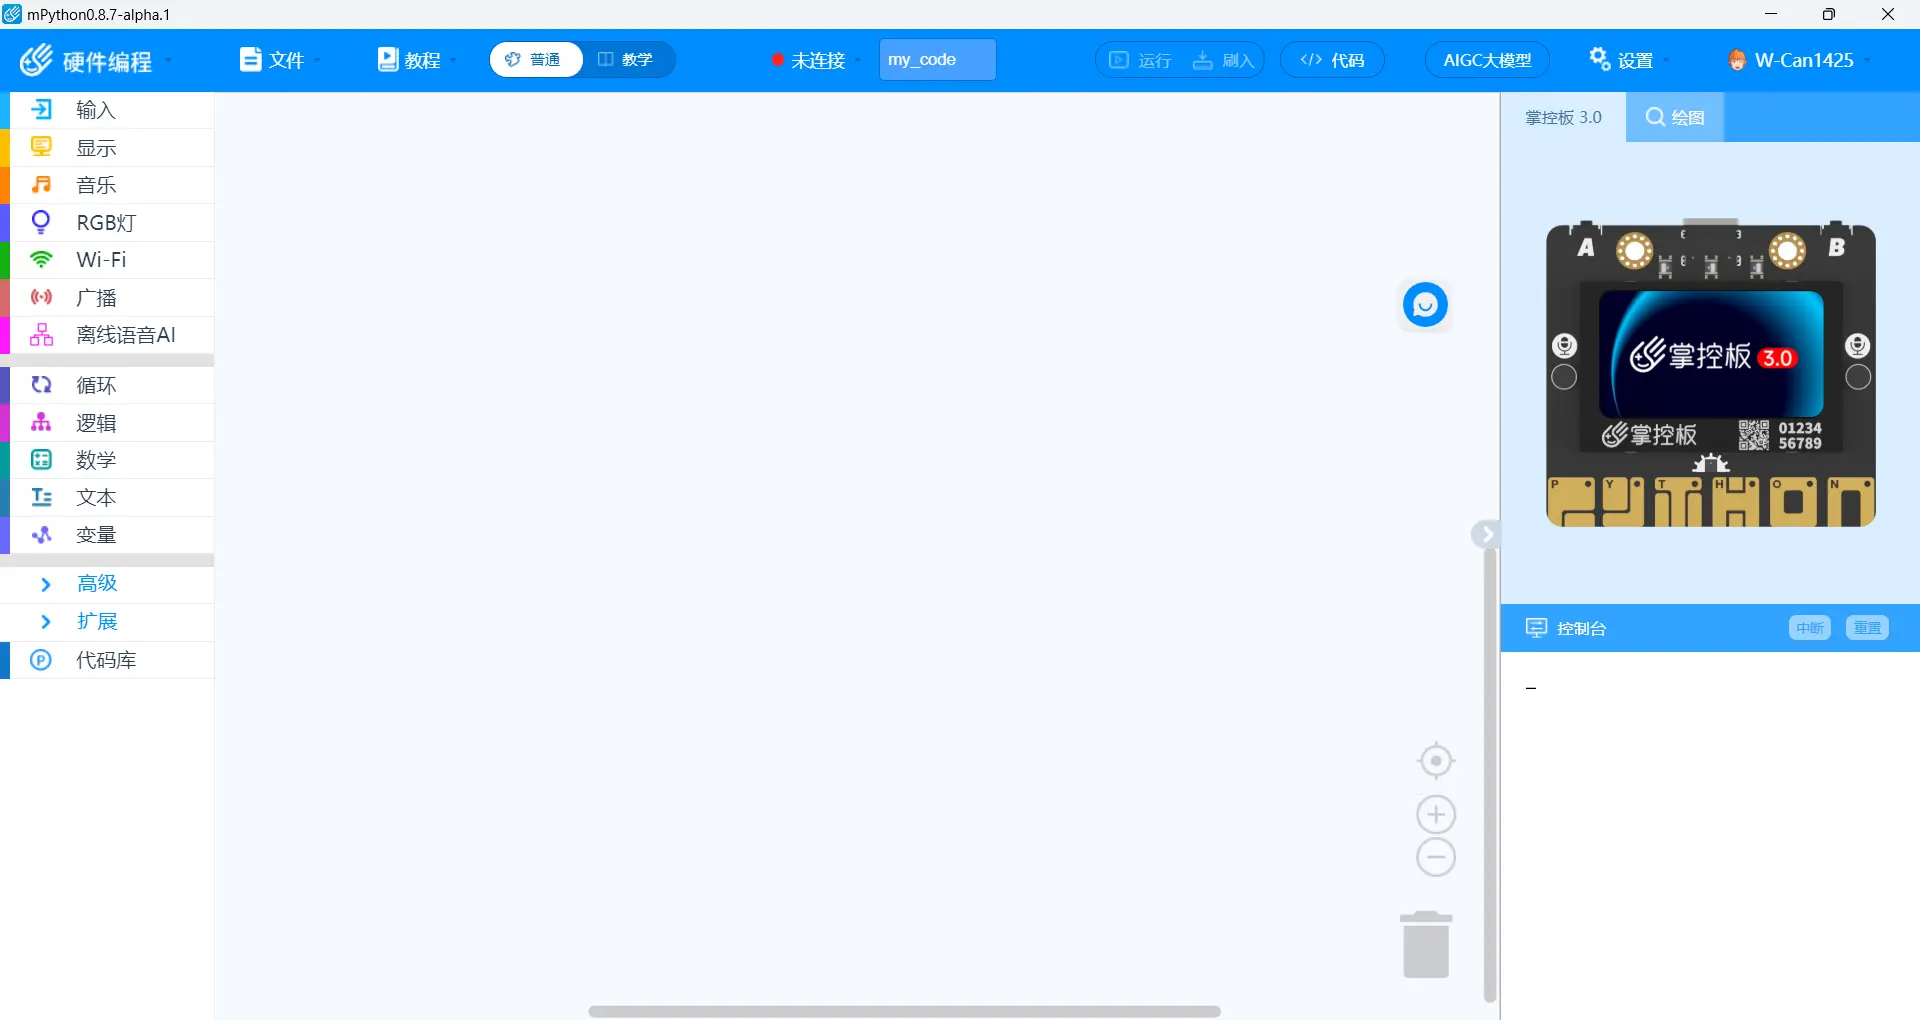 mPython0.8.7-alpha.1
硬件编程 文件 教程 普通 教学 未连接 my_code 运行 刷入 </> 代码 AIGC大模型 设置 W-Can1425
输入
显示
音乐
RGB灯
Wi-Fi
广播
离线语音AI
循环
逻辑
数学
文本
变量
高级
扩展
代码库
掌控板 3.0 绘图
A B
掌控板 3.0
掌控板 01234
56789
P Y T H O N
控制台 中断 重置